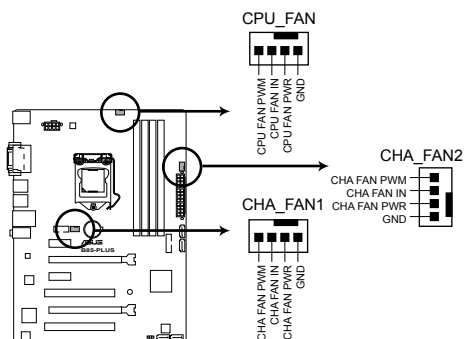 CPU_FAN
CPU FAN PWM
CPU FAN IN
CPU FAN PWR
GND
CHA_FAN2
CHA FAN PWM
CHA FAN IN
CHA FAN PWR
GND
CHA_FAN1
CHA FAN PWM
CHA FAN IN
CHA FAN PWR
GND
ASUS
B85-PLUS